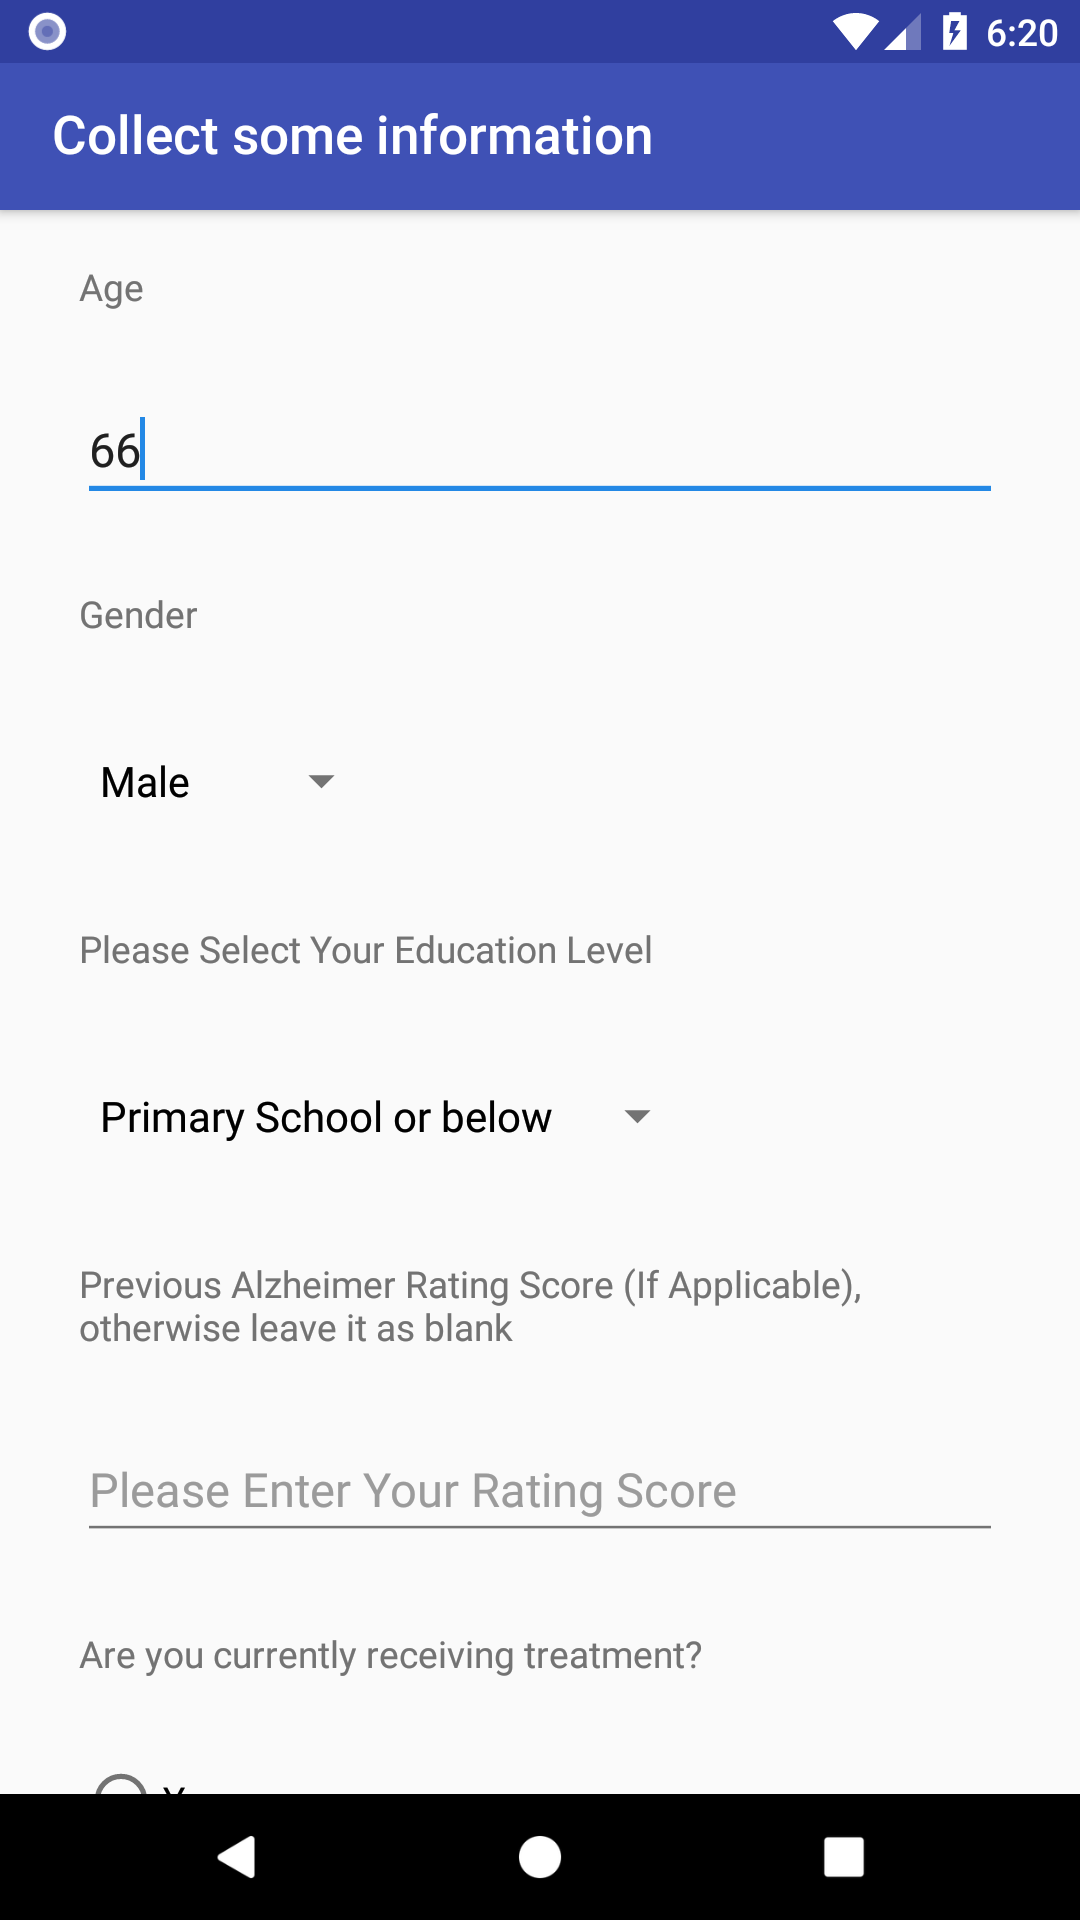 6:20
Collect some information
Age
66
Gender
Male
Please Select Your Education Level
Primary School or below
Previous Alzheimer Rating Score (If Applicable),
otherwise leave it as blank
Please Enter Your Rating Score
Are you currently receiving treatment?